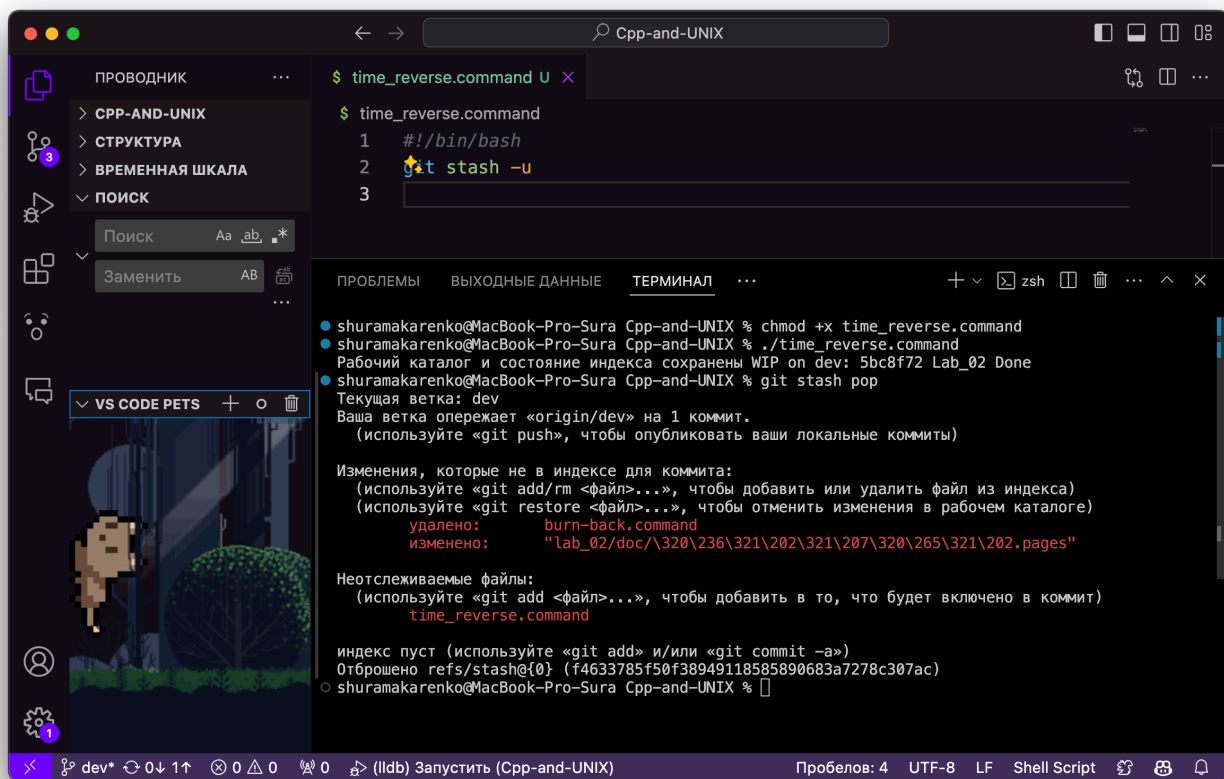 Cpp-and-UNIX
ПРОВОДНИК
CPP-AND-UNIX
СТРУКТУРА
ВРЕМЕННАЯ ШКАЛА
ПОИСК
Поиск Aa ab
Заменить AB
3
VS CODE PETS
1
$ time_reverse.command U
$ time_reverse.command
1 #!/bin/bash
2 git stash -u
3
ПРОБЛЕМЫ ВЫХОДНЫЕ ДАННЫЕ ТЕРМИНАЛ ... zsh
shuramakarenko@MacBook-Pro-Sura Cpp-and-UNIX % chmod +x time_reverse.command
shuramakarenko@MacBook-Pro-Sura Cpp-and-UNIX % ./time_reverse.command
Рабочий каталог и состояние индекса сохранены WIP on dev: 5bc8f72 Lab_02 Done
shuramakarenko@MacBook-Pro-Sura Cpp-and-UNIX % git stash pop
Текущая ветка: dev
Ваша ветка опережает «origin/dev» на 1 коммит.
(используйте «git push», чтобы опубликовать ваши локальные коммиты)
Изменения, которые не в индексе для коммита:
(используйте «git add/rm <файл>...», чтобы добавить или удалить файл из индекса)
(используйте «git restore <файл>...», чтобы отменить изменения в рабочем каталоге)
удалено: burn-back.command
изменено: "lab_02/doc/\320\236\321\202\321\207\320\265\321\202.pages"
Неотслеживаемые файлы:
(используйте «git add <файл>...», чтобы добавить в то, что будет включено в коммит)
time_reverse.command
индекс пуст (используйте «git add» и/или «git commit -a»)
Отброшено refs/stash@{0} (f4633785f50f38949118585890683a7278c307ac)
shuramakarenko@MacBook-Pro-Sura Cpp-and-UNIX %
dev* 0↓ 1↑ 0 0 0 (lldb) Запустить (Cpp-and-UNIX) Пробелов: 4 UTF-8 LF Shell Script